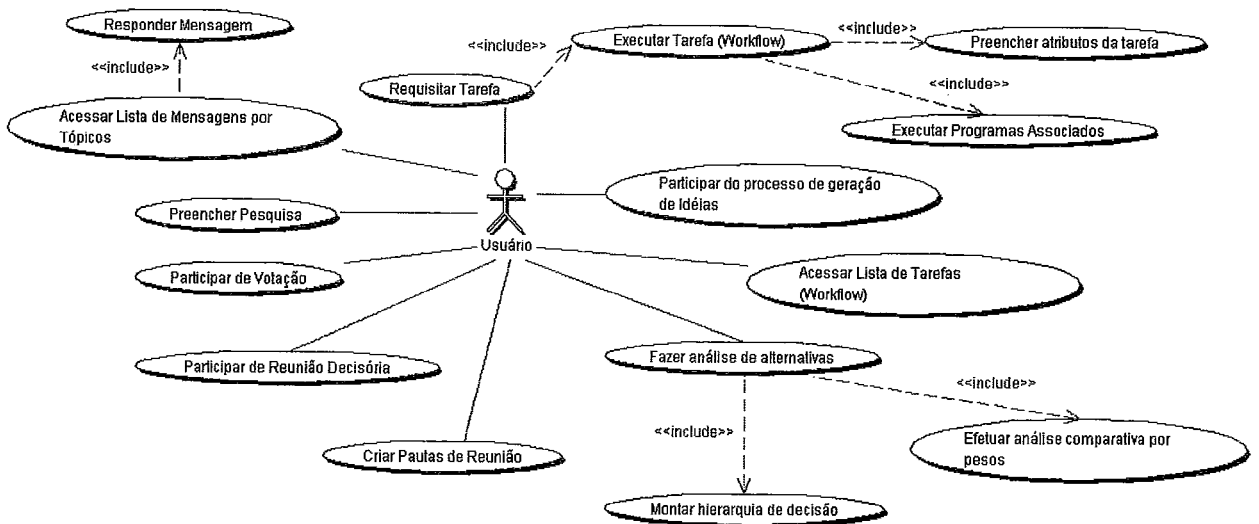 Responder Mensagem
<<include>>
Acessar Lista de Mensagens por
Tópicos
<<include>>
Executar Tarefa (Workflow)
<<include>>
Preencher atributos da tarefa
Requisitar Tarefa
<<include>>
Executar Programas Associados
Participar do processo de geração
de Idéias
Preencher Pesquisa
Usuário
Participar de Votação
Acessar Lista de Tarefas
(Workflow)
Participar de Reunião Decisória
Fazer análise de alternativas
<<include>>
<<include>>
Criar Pautas de Reunião
Efetuar análise comparativa por
pesos
Montar hierarquia de decisão